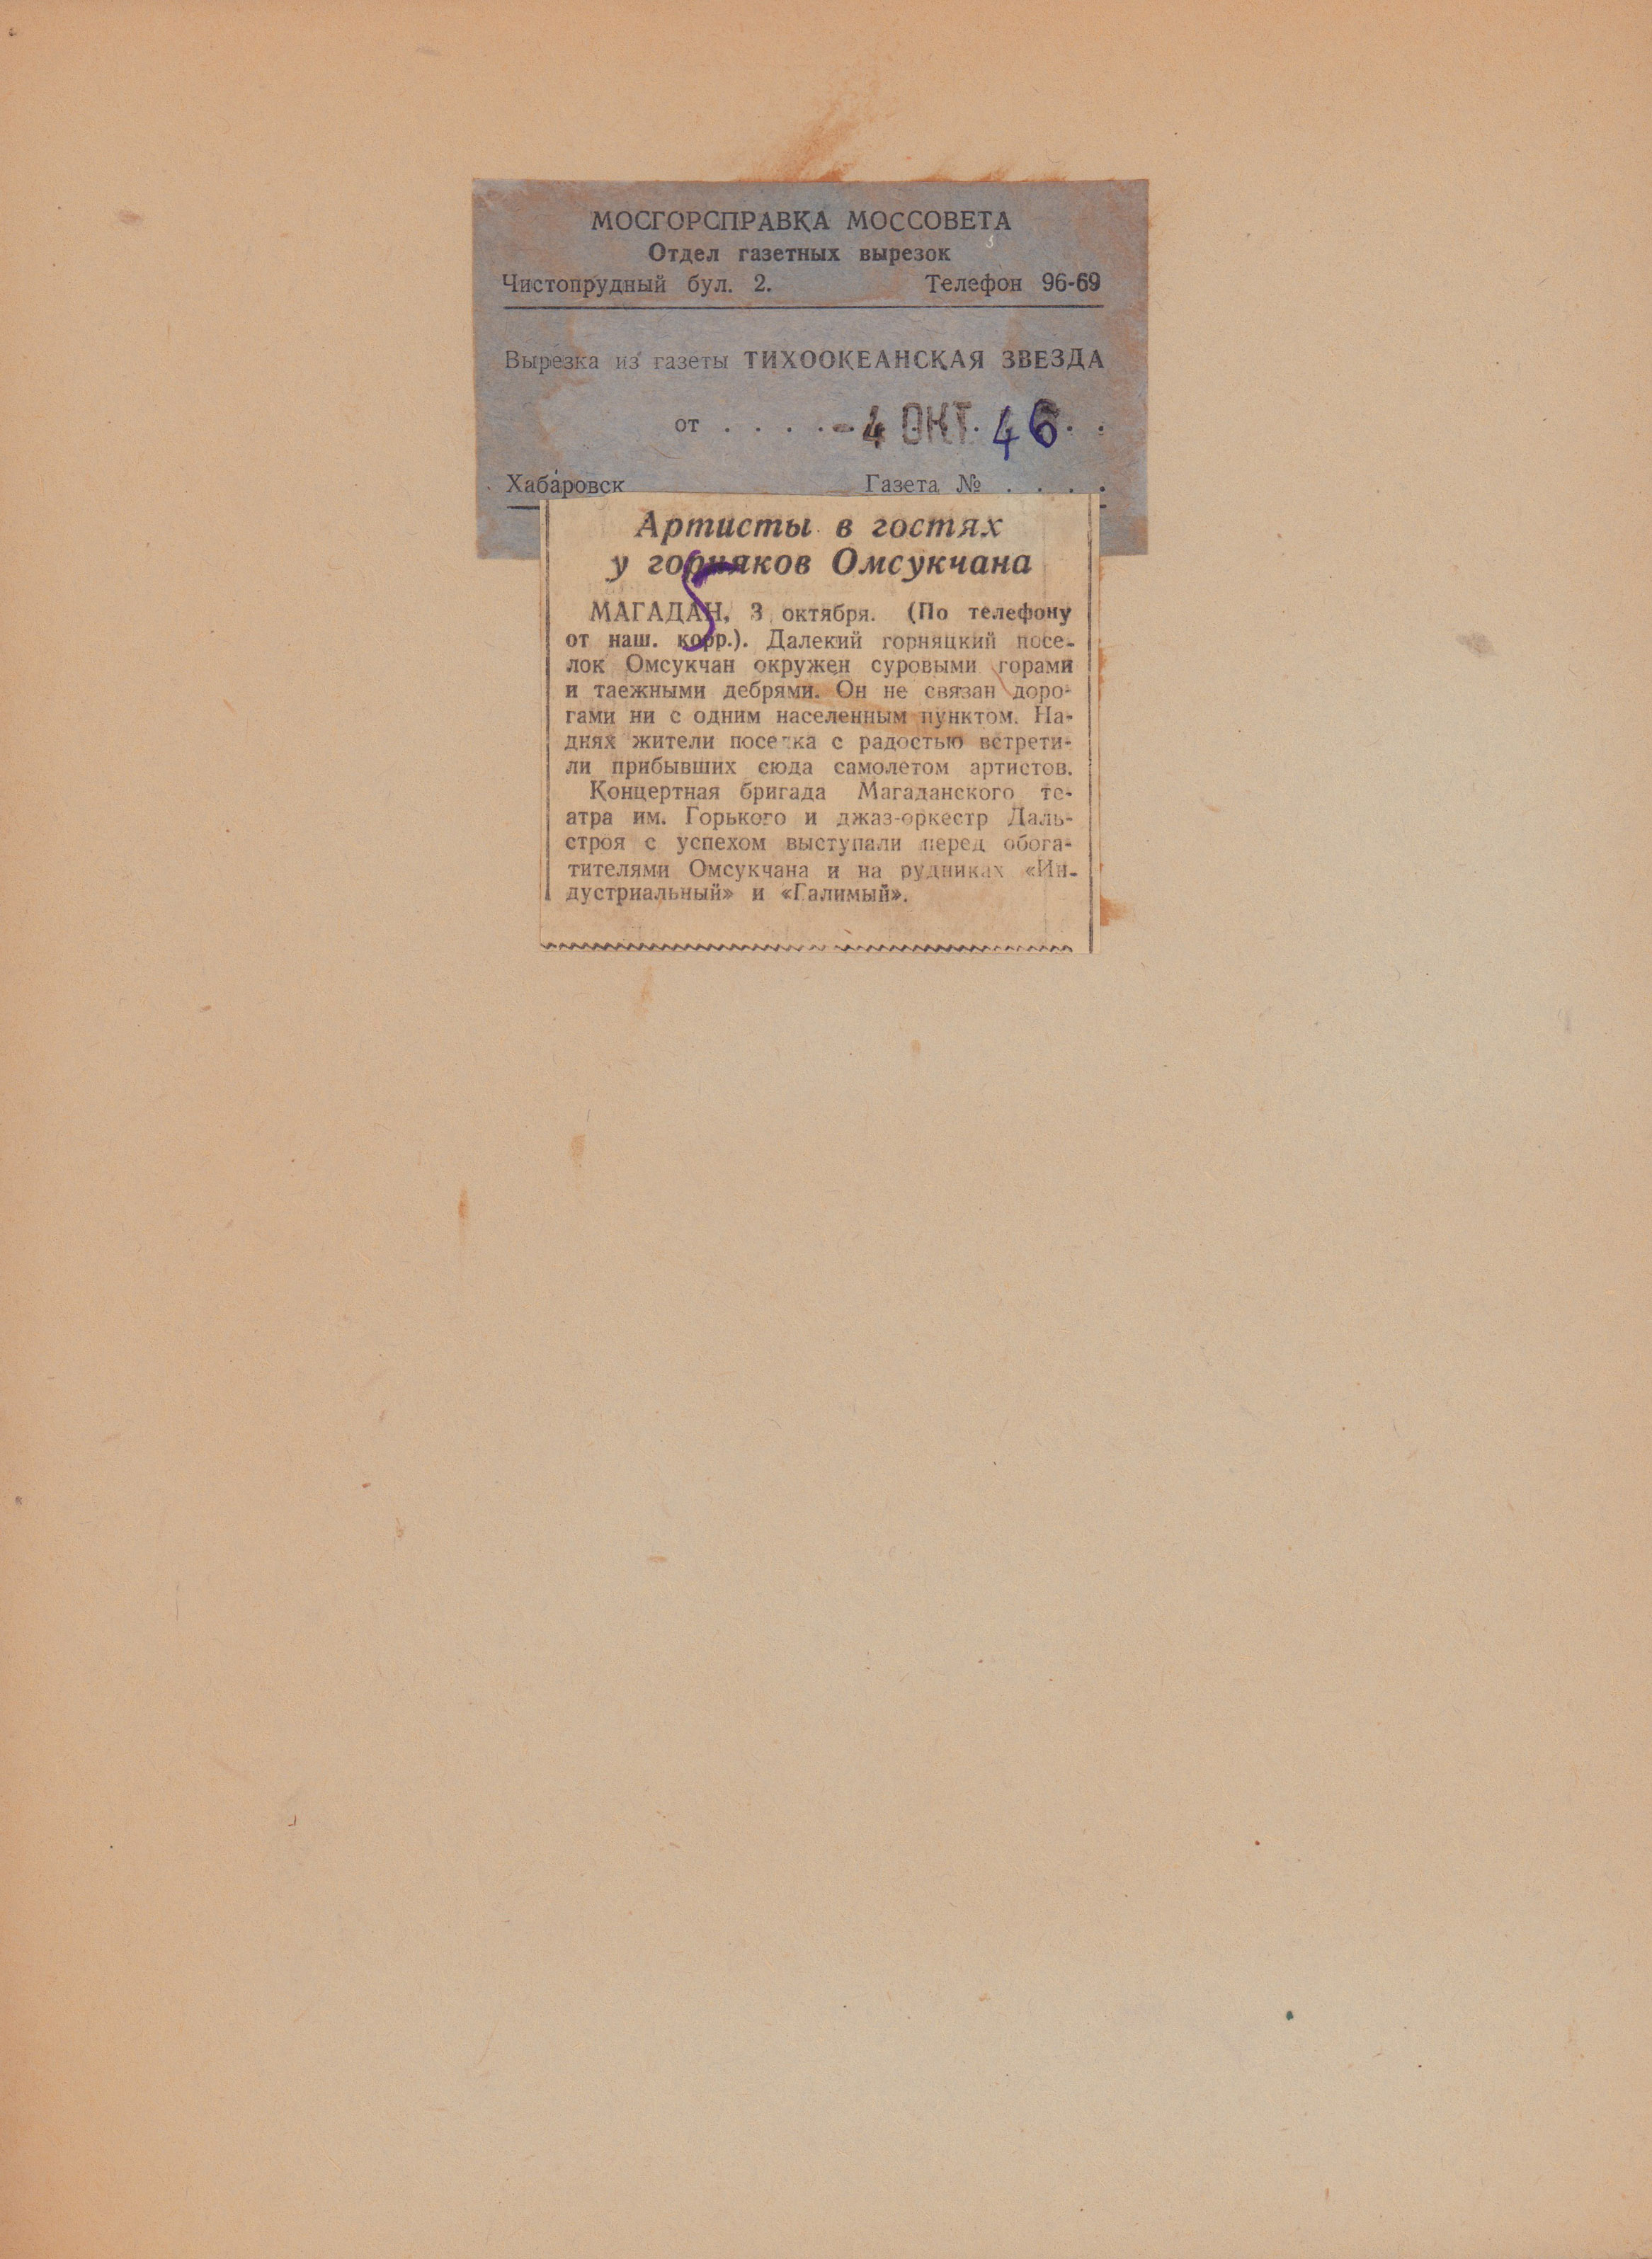 МОСГОРСПРАВКА МОССОВЕТА
Отдел газетных вырезок
Чистопрудный бул. 2. Телефон 96-69
Вырезка из газеты ТИХООКЕАНСКАЯ ЗВЕЗДА
от . . . . -4 ОКТ. 46 . .
Хабаровск Газета № . . . .
Артисты в гостях
у горняков Омсукчана
МАГАДАН, 3 октября. (По телефону
от наш. корр.). Далекий горняцкий посе-
лок Омсукчан окружен суровыми горами
и таежными дебрями. Он не связан доро-
гами ни с одним населенным пунктом. На-
днях жители поселка с радостью встрети-
ли прибывших сюда самолетом артистов.
Концертная бригада Магаданского те-
атра им. Горького и джаз-оркестр Даль-
строя с успехом выступали перед обога-
тителями Омсукчана и на рудниках «Ин-
дустриальный» и «Галимый».